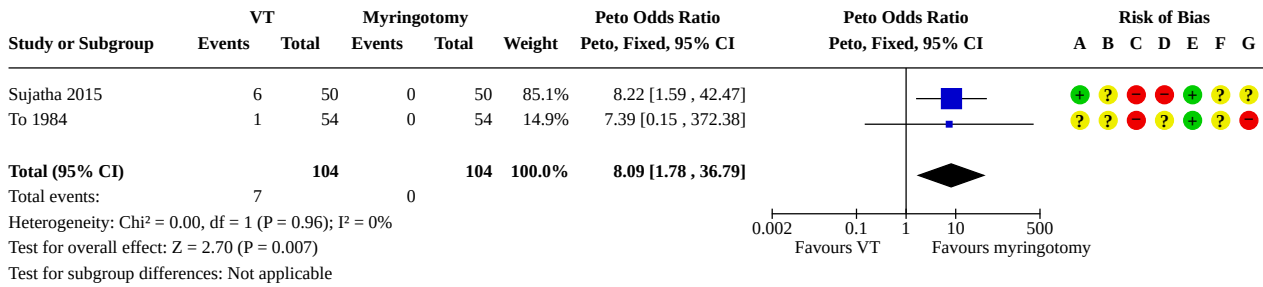 VT Myringotomy Peto Odds Ratio Peto Odds Ratio Risk of Bias
Study or Subgroup Events Total Events Total Weight Peto, Fixed, 95% CI Peto, Fixed, 95% CI A B C D E F G
Sujatha 2015 6 50 0 50 85.1% 8.22 [1.59 , 42.47] + ? − − + ? ?
To 1984 1 54 0 54 14.9% 7.39 [0.15 , 372.38] ? ? − ? + ? −
Total (95% CI) 104 104 100.0% 8.09 [1.78 , 36.79]
Total events: 7 0
Heterogeneity: Chi² = 0.00, df = 1 (P = 0.96); I² = 0%
0.002 0.1 1 10 500
Test for overall effect: Z = 2.70 (P = 0.007)
Favours VT Favours myringotomy
Test for subgroup differences: Not applicable